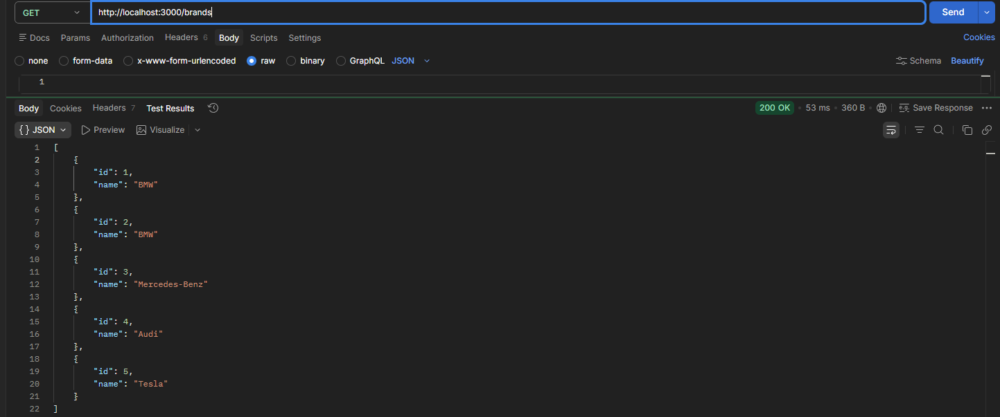 GET http://localhost:3000/brands Send
Docs Params Authorization Headers 6 Body Scripts Settings Cookies
none form-data x-www-form-urlencoded raw binary GraphQL JSON Schema Beautify
1
Body Cookies Headers 7 Test Results 200 OK • 53 ms • 360 B • e.g. Save Response •••
{} JSON Preview Visualize
1 [
2 {
3 "id": 1,
4 "name": "BMW"
5 },
6 {
7 "id": 2,
8 "name": "BMW"
9 },
10 {
11 "id": 3,
12 "name": "Mercedes-Benz"
13 },
14 {
15 "id": 4,
16 "name": "Audi"
17 },
18 {
19 "id": 5,
20 "name": "Tesla"
21 }
22 ]